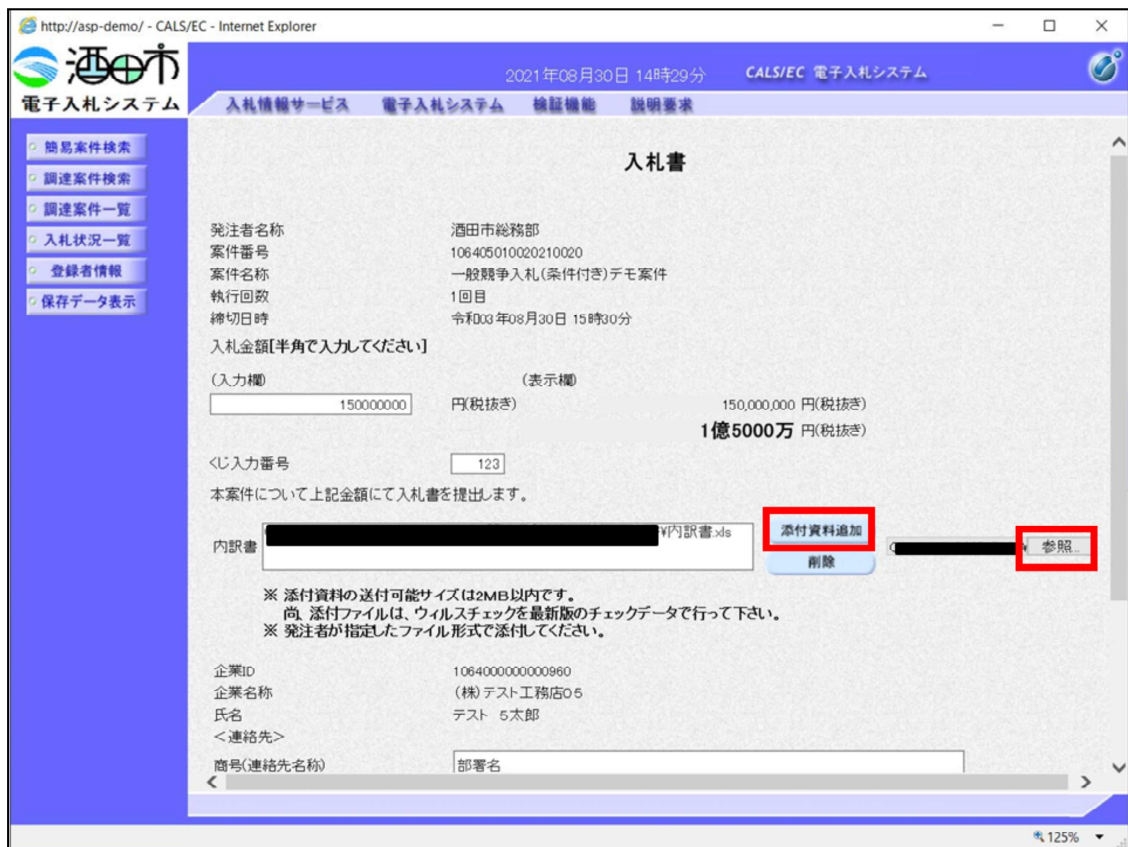 http://asp-demo/ - CALS/EC - Internet Explorer
酒田市
電子入札システム
2021年08月30日 14時29分
CALS/EC 電子入札システム
入札情報サービス 電子入札システム 検証機能 説明要求
簡易案件検索
調達案件検索
調達案件一覧
入札状況一覧
登録者情報
保存データ表示
入札書
発注者名称 酒田市総務部
案件番号 106405010020210020
案件名称 一般競争入札(条件付き)デモ案件
執行回数 1回目
締切日時 令和03年08月30日 15時30分
入札金額[半角で入力してください]
(入力欄) (表示欄)
150000000 円(税抜き) 150,000,000 円(税抜き)
1億5000万 円(税抜き)
くじ入力番号 123
本案件について上記金額にて入札書を提出します。
内訳書 ¥内訳書.xls 添付資料追加 参照...
削除
※ 添付資料の送付可能サイズは2MB以内です。
尚、添付ファイルは、ウィルスチェックを最新版のチェックデータで行って下さい。
※ 発注者が指定したファイル形式で添付してください。
企業ID 1064000000000960
企業名称 (株)テスト工務店05
氏名 テスト 5太郎
<連絡先>
商号(連絡先名称) 部署名
125%